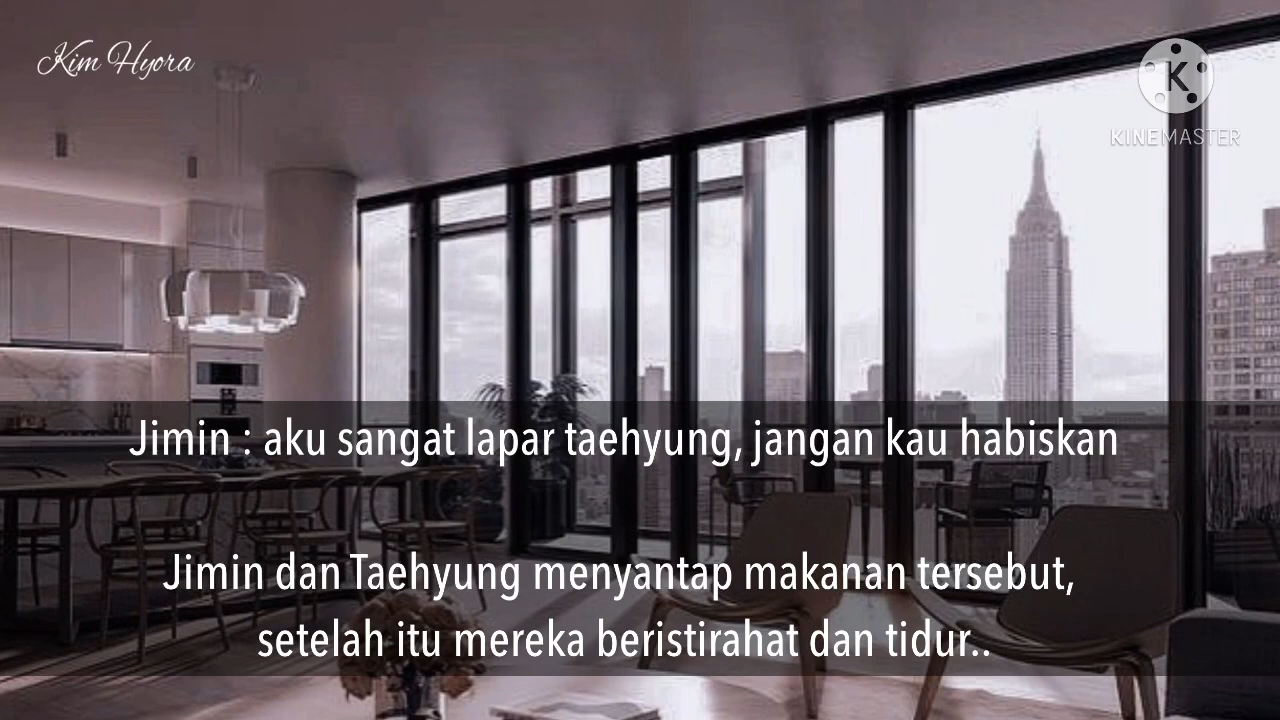 Kim Hyora
KINEMASTER
Jimin : aku sangat lapar taehyung, jangan kau habiskan
Jimin dan Taehyung menyantap makanan tersebut,
setelah itu mereka beristirahat dan tidur..